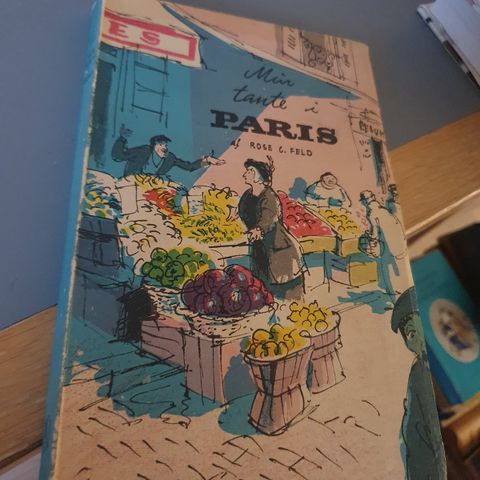 ES
Min
tante i
PARIS
af ROSE C. FELD